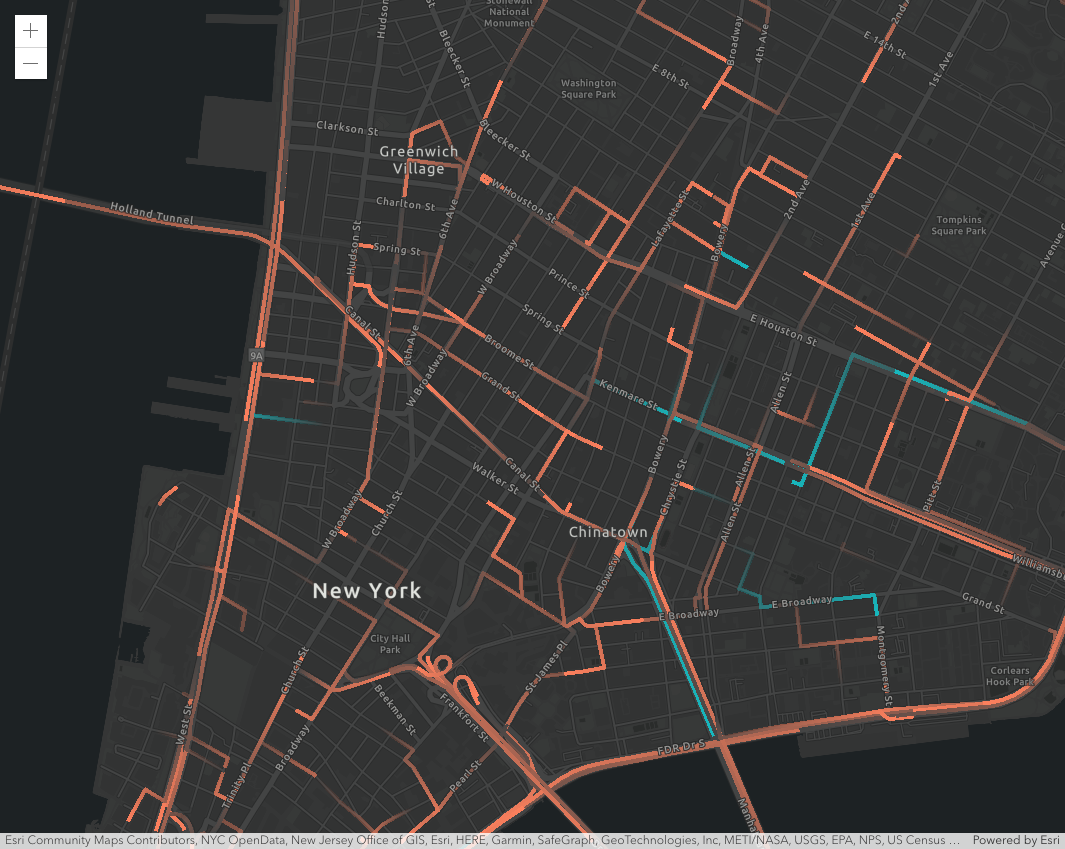 Stonewall
National
Monument
Hudson
St
Bleecker St
Broadway
4th Ave
2nd
E 14th St
1st Ave
E 8th St
Washington
Square Park
Clarkson St
Bleecker St
Greenwich
Village
W Houston St
Charlton St
6th Ave
Holland Tunnel
Hudson St
Spring St
W Broadway
Lafayette St
Bowery
2nd Ave
1st Ave
Tompkins
Square Park
Avenue C
Prince St
Spring St
E Houston St
Canal St
6th Ave
Broome St
9A
W Broadway
Grand St
Kenmare St
Allen St
Bowery
Walker St
Canal St
Chrystie St
Allen St
Allen St
Pitt St
W Broadway
Church St
Chinatown
Williamsb
New York
Bowery
E Broadway
E Broadway
Grand St
City Hall
Park
St James Pl
Montgomery St
Corlears
Hook Park
Church St
Beekman St
Frankfort St
West St
Broadway
FDR Dr S
Trinity Pl
Pearl St
Manha
Esri Community Maps Contributors, NYC OpenData, New Jersey Office of GIS, Esri, HERE, Garmin, SafeGraph, GeoTechnologies, Inc, METI/NASA, USGS, EPA, NPS, US Census ...
Powered by Esri